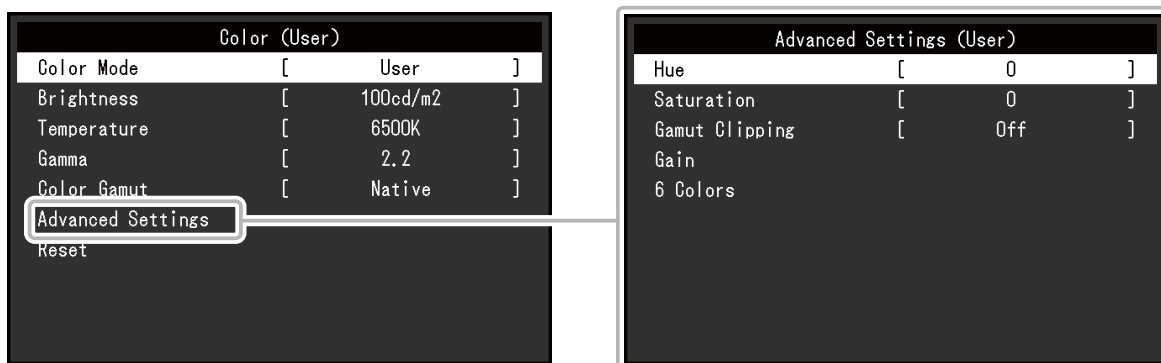 Color (User)
Color Mode [ User ]
Brightness [ 100cd/m2 ]
Temperature [ 6500K ]
Gamma [ 2.2 ]
Color Gamut [ Native ]
Advanced Settings
Reset
Advanced Settings (User)
Hue [ 0 ]
Saturation [ 0 ]
Gamut Clipping [ Off ]
Gain
6 Colors